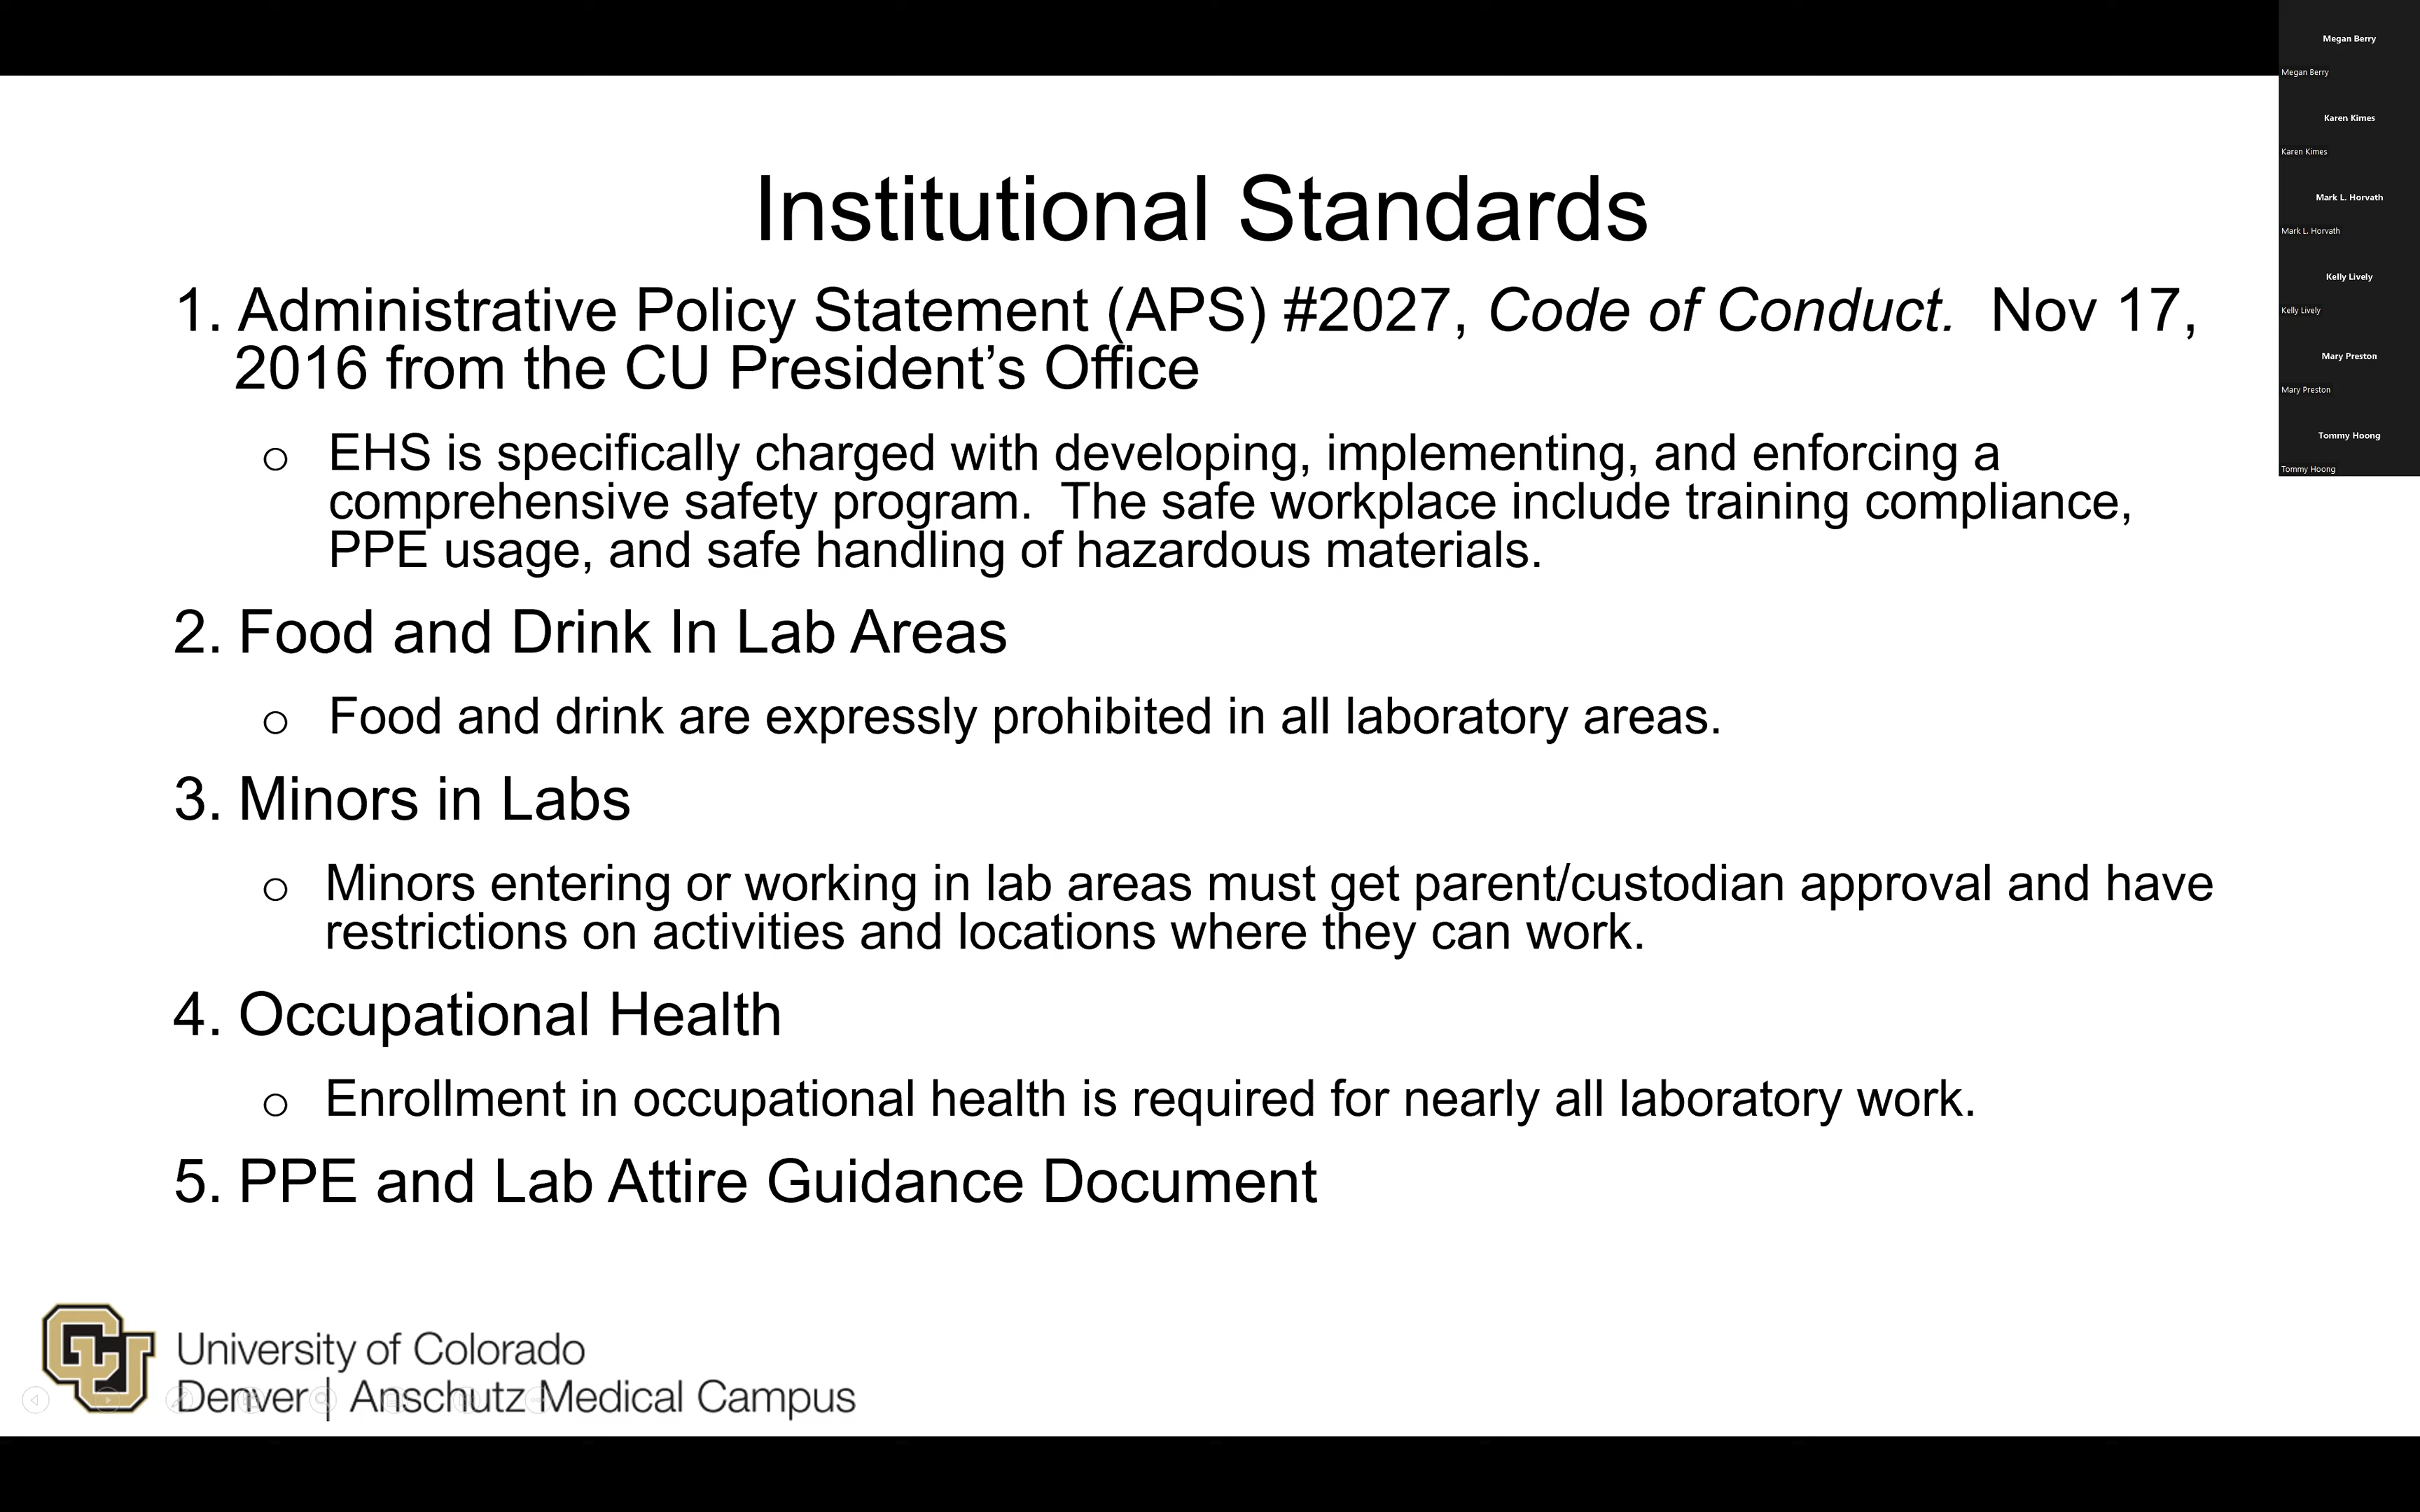 Institutional Standards
1. Administrative Policy Statement (APS) #2027, Code of Conduct.  Nov 17,
2016 from the CU President’s Office
o EHS is specifically charged with developing, implementing, and enforcing a
comprehensive safety program.  The safe workplace include training compliance,
PPE usage, and safe handling of hazardous materials.
2. Food and Drink In Lab Areas
o Food and drink are expressly prohibited in all laboratory areas.
3. Minors in Labs
o Minors entering or working in lab areas must get parent/custodian approval and have
restrictions on activities and locations where they can work.
4. Occupational Health
o Enrollment in occupational health is required for nearly all laboratory work.
5. PPE and Lab Attire Guidance Document
CU
University of Colorado
Denver | Anschutz Medical Campus
Megan Berry
Megan Berry
Karen Kimes
Karen Kimes
Mark L. Horvath
Mark L. Horvath
Kelly Lively
Kelly Lively
Mary Preston
Mary Preston
Tommy Hoong
Tommy Hoong